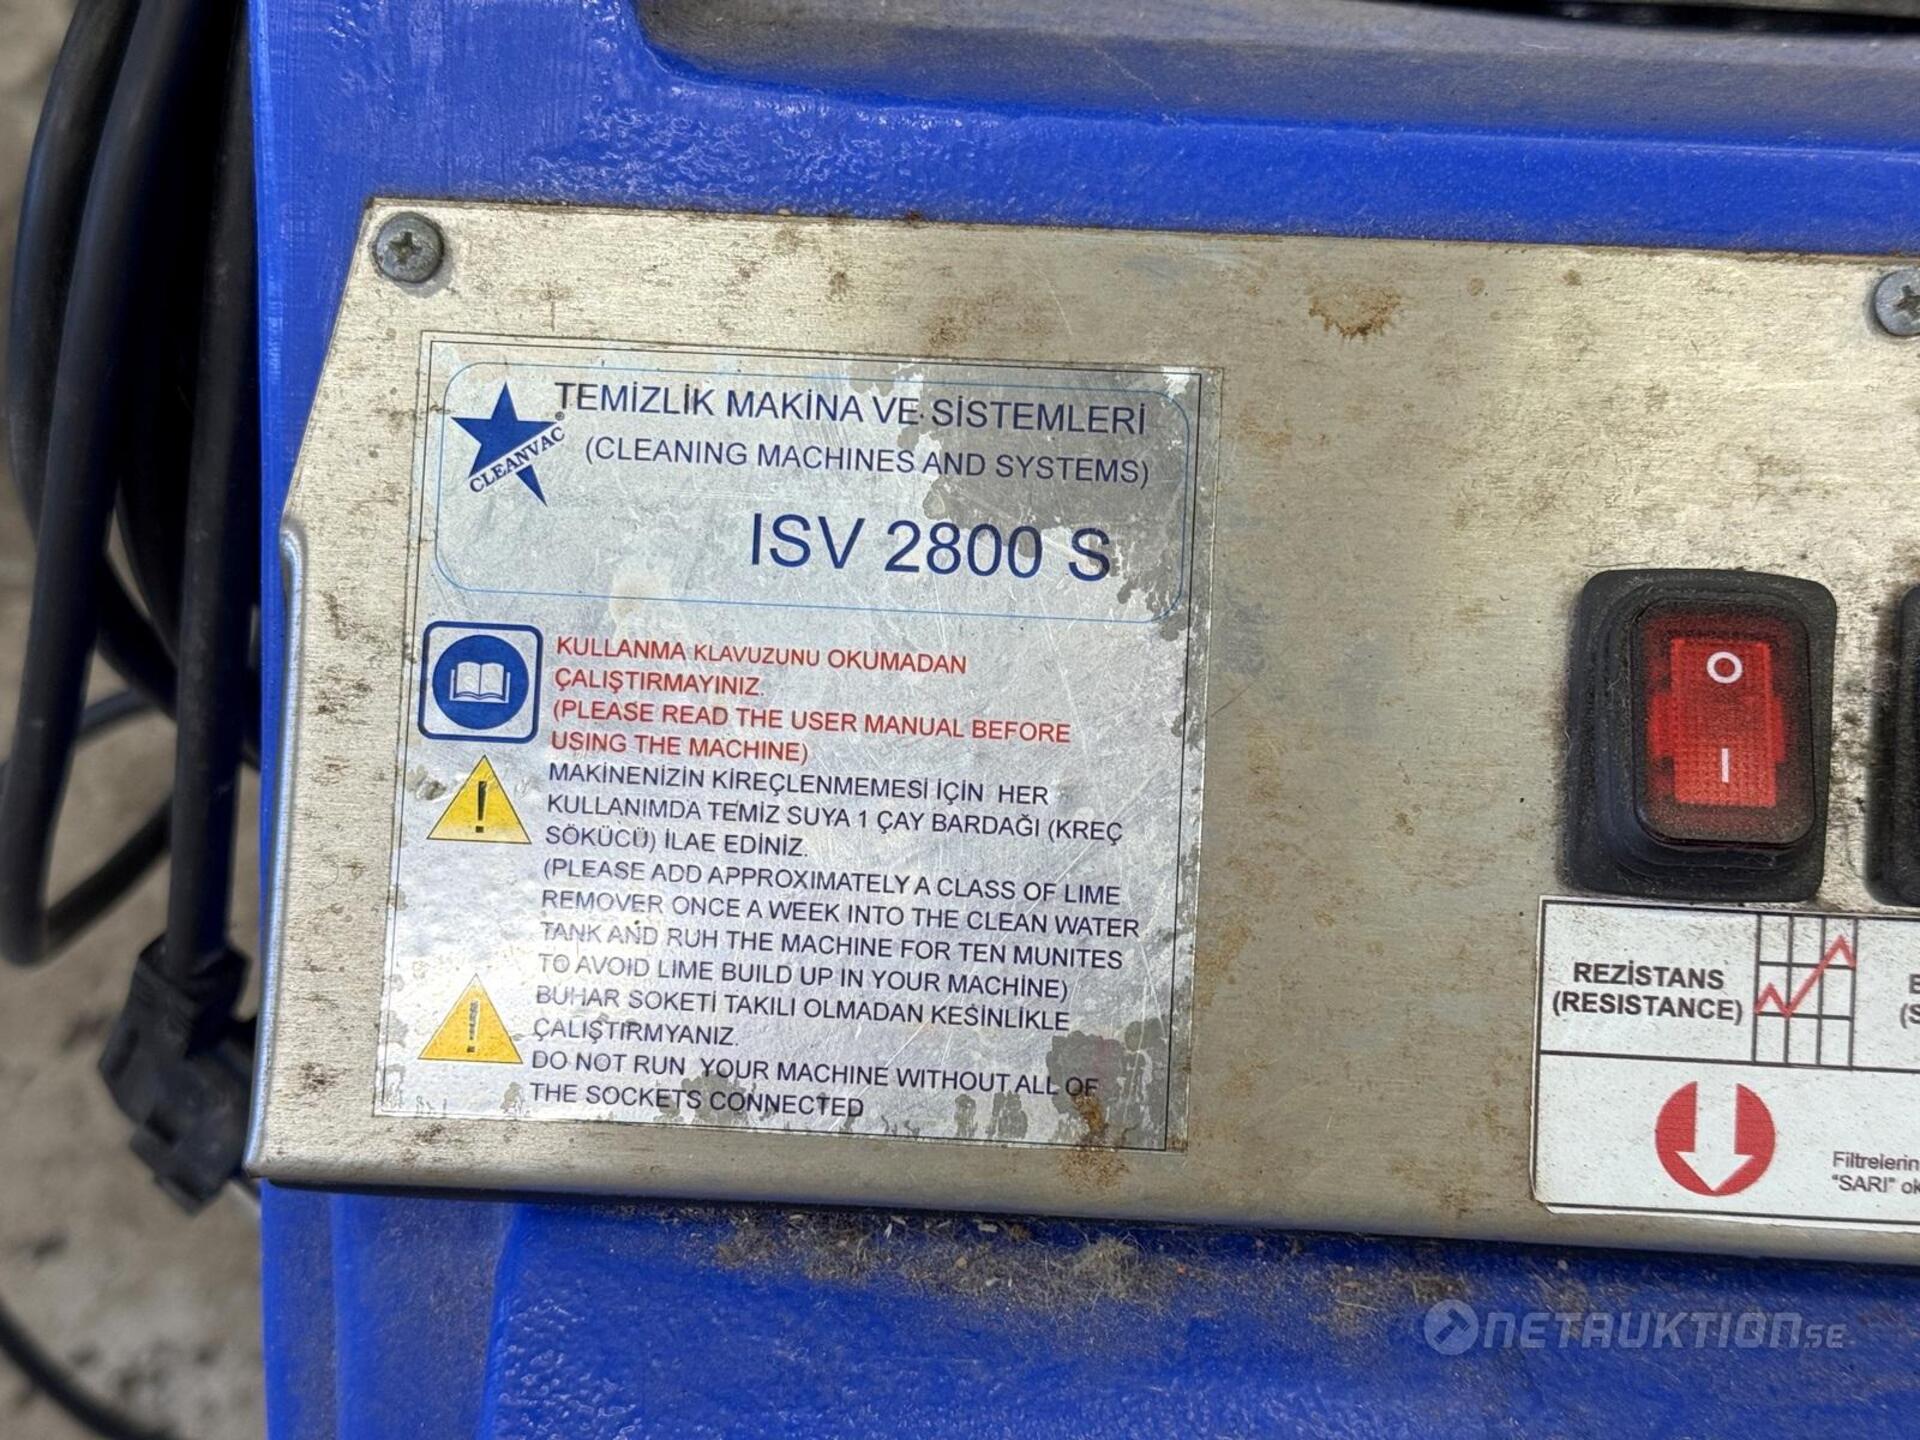 TEMİZLİK MAKİNA VE SİSTEMLERİ
(CLEANING MACHINES AND SYSTEMS)
CLEANVAC®
ISV 2800 S
KULLANMA KLAVUZUNU OKUMADAN
ÇALIŞTIRMAYINIZ.
(PLEASE READ THE USER MANUAL BEFORE
USING THE MACHINE)
MAKİNENİZİN KİREÇLENMEMESİ İÇİN HER
KULLANIMDA TEMİZ SUYA 1 ÇAY BARDAĞI (KREÇ
SÖKÜCÜ) İLAE EDİNİZ.
(PLEASE ADD APPROXIMATELY A CLASS OF LIME
REMOVER ONCE A WEEK INTO THE CLEAN WATER
TANK AND RUH THE MACHINE FOR TEN MUNITES
TO AVOID LIME BUILD UP IN YOUR MACHINE)
BUHAR SOKETİ TAKILI OLMADAN KESİNLİKLE
ÇALIŞTIRMYANIZ.
DO NOT RUN YOUR MACHINE WITHOUT ALL OF
THE SOCKETS CONNECTED
REZİSTANS
(RESISTANCE)
Filtrelerin
"SARI"
NETAUKTION.SE